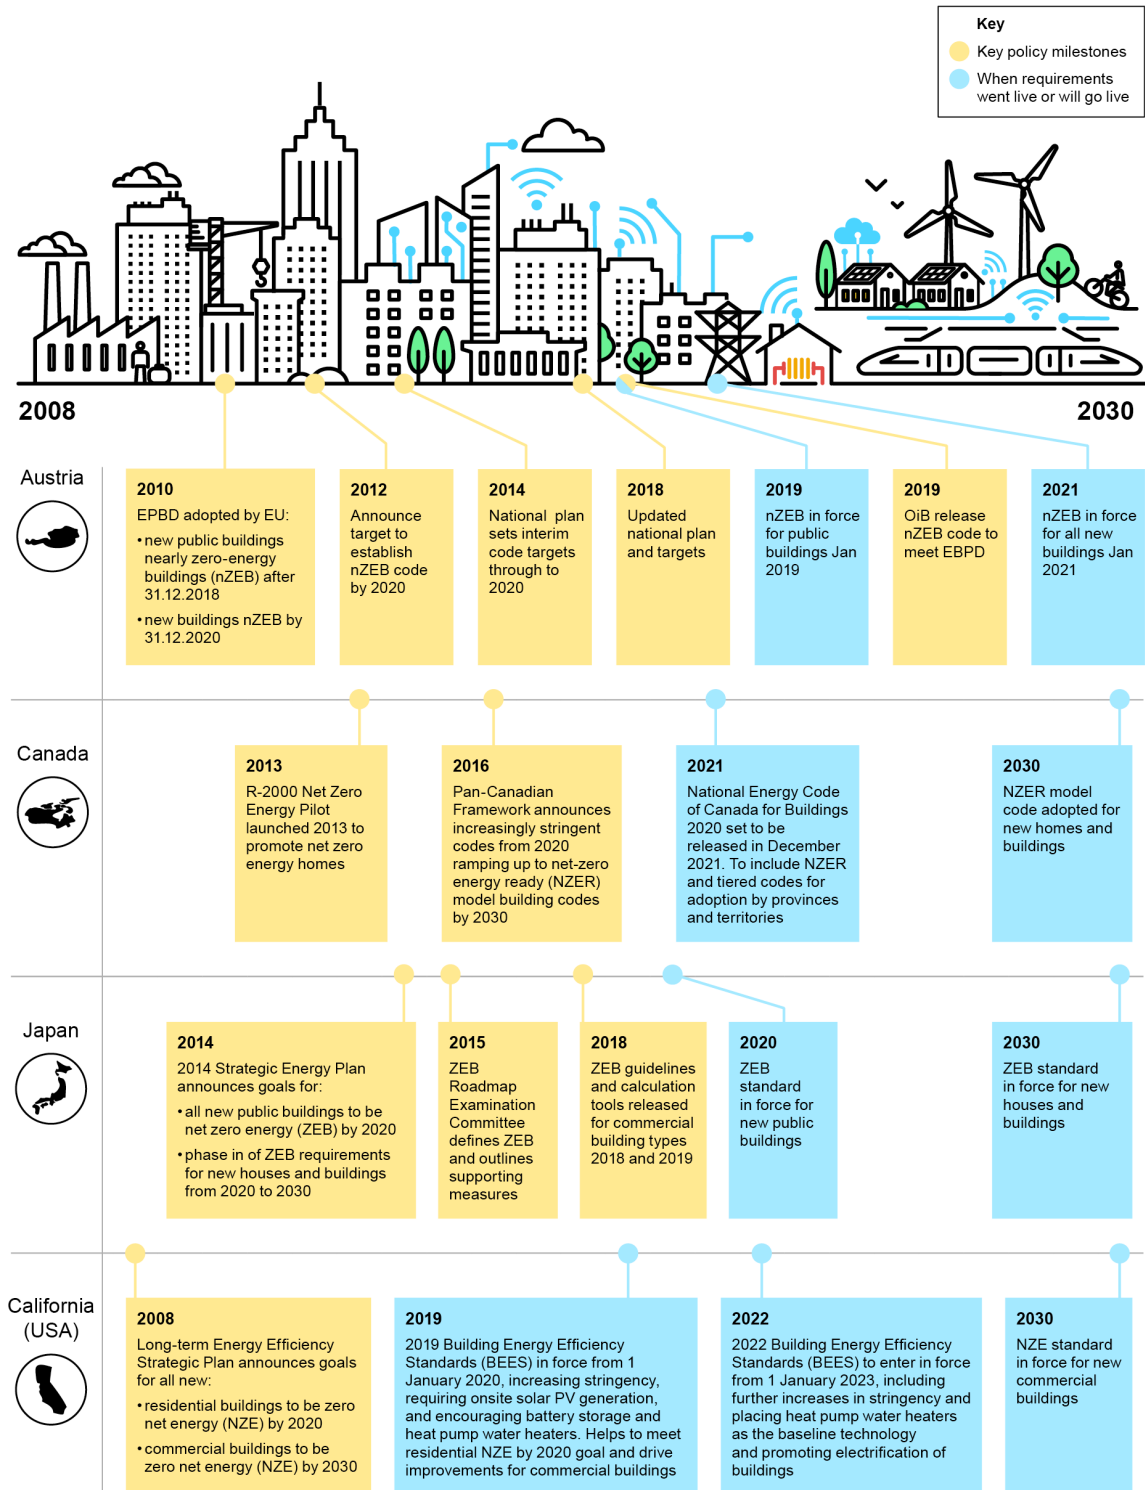 Key
Key policy milestones
When requirements
went live or will go live
2008
2030
Austria
2010
EPBD adopted by EU:
•new public buildings
nearly zero-energy
buildings (nZEB) after
31.12.2018
•new buildings nZEB by
31.12.2020
2012
Announce
target to
establish
nZEB code
by 2020
2014
National plan
sets interim
code targets
through to
2020
2018
Updated
national plan
and targets
2019
nZEB in force
for public
buildings Jan
2019
2019
OiB release
nZEB code to
meet EBPD
2021
nZEB in force
for all new
buildings Jan
2021
Canada
2013
R-2000 Net Zero
Energy Pilot
launched 2013 to
promote net zero
energy homes
2016
Pan-Canadian
Framework announces
increasingly stringent
codes from 2020
ramping up to net-zero
energy ready (NZER)
model building codes
by 2030
2021
National Energy Code
of Canada for Buildings
2020 set to be
released in December
2021. To include NZER
and tiered codes for
adoption by provinces
and territories
2030
NZER model
code adopted for
new homes and
buildings
Japan
2014
2014 Strategic Energy Plan
announces goals for:
•all new public buildings to be
net zero energy (ZEB) by 2020
•phase in of ZEB requirements
for new houses and buildings
from 2020 to 2030
2015
ZEB
Roadmap
Examination
Committee
defines ZEB
and outlines
supporting
measures
2018
ZEB guidelines
and calculation
tools released
for commercial
building types
2018 and 2019
2020
ZEB
standard
in force for
new public
buildings
2030
ZEB standard
in force for new
houses and
buildings
California
(USA)
2008
Long-term Energy Efficiency
Strategic Plan announces goals
for all new:
•residential buildings to be zero
net energy (NZE) by 2020
•commercial buildings to be
zero net energy (NZE) by 2030
2019
2019 Building Energy Efficiency
Standards (BEES) in force from 1
January 2020, increasing stringency,
requiring onsite solar PV generation,
and encouraging battery storage and
heat pump water heaters. Helps to meet
residential NZE by 2020 goal and drive
improvements for commercial buildings
2022
2022 Building Energy Efficiency
Standards (BEES) to enter in force
from 1 January 2023, including
further increases in stringency and
placing heat pump water heaters
as the baseline technology
and promoting electrification of
buildings
2030
NZE standard
in force for new
commercial
buildings